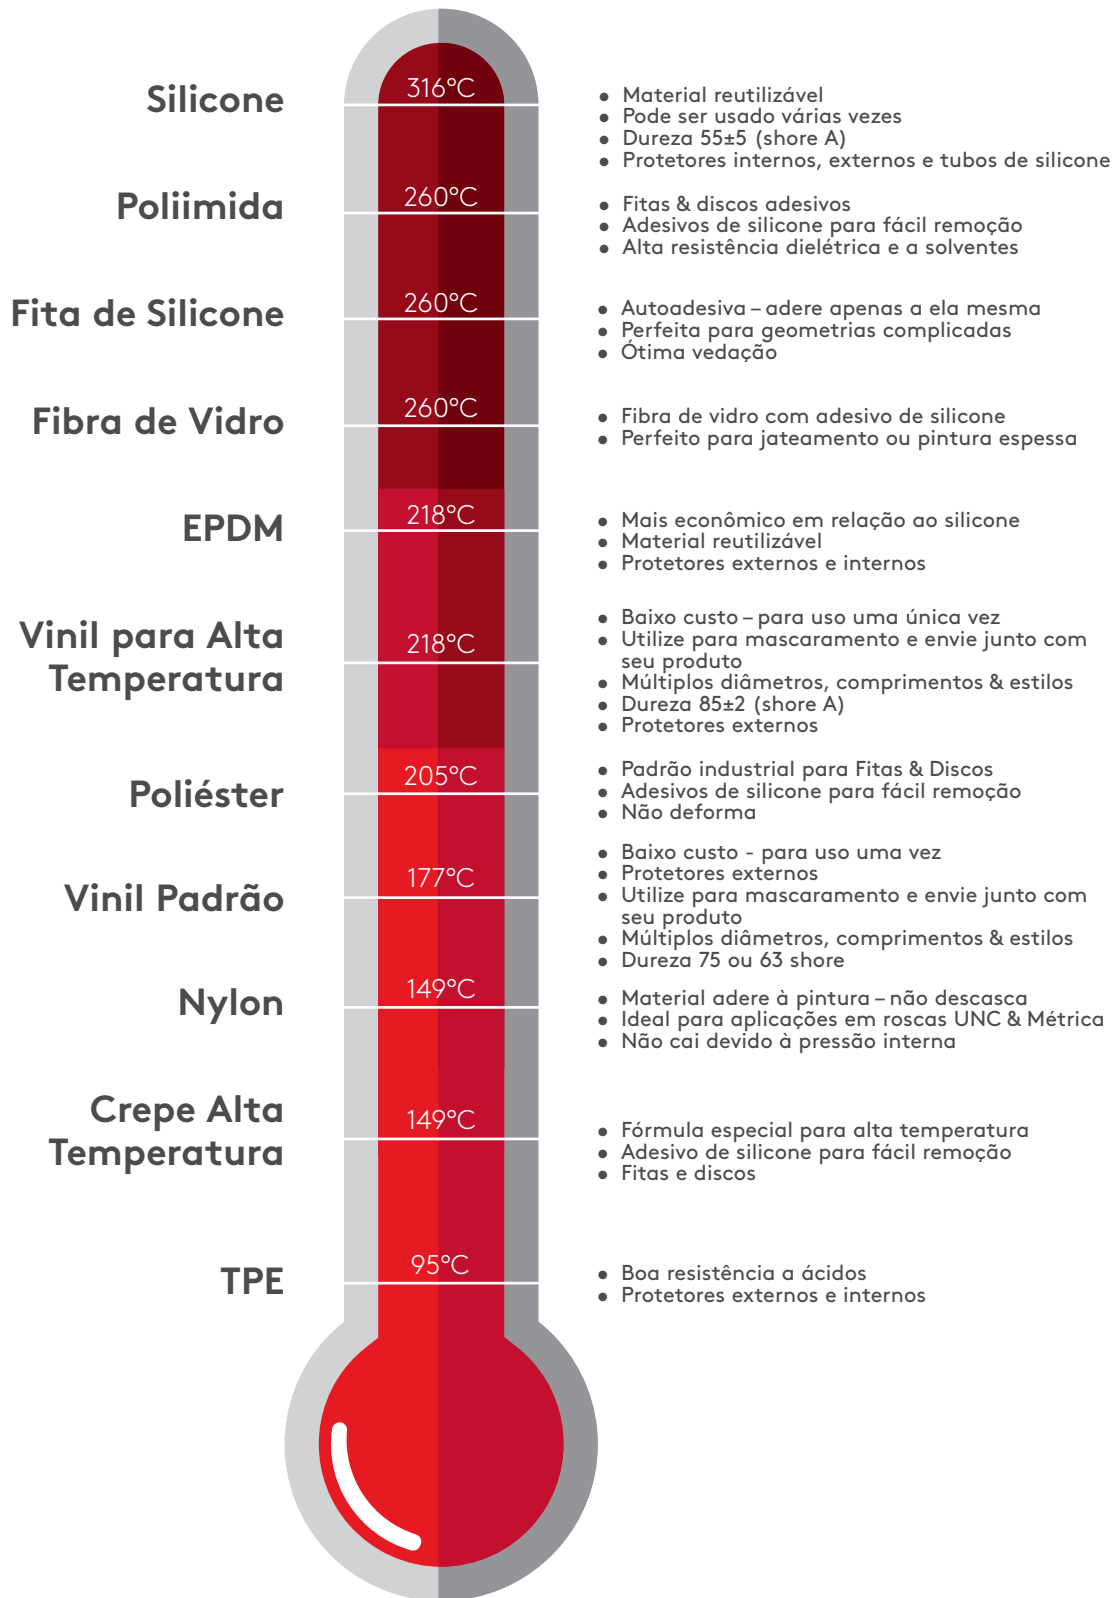 Silicone
316°C
• Material reutilizável
• Pode ser usado várias vezes
• Dureza 55±5 (shore A)
• Protetores internos, externos e tubos de silicone
Poliimida
260°C
• Fitas & discos adesivos
• Adesivos de silicone para fácil remoção
• Alta resistência dielétrica e a solventes
Fita de Silicone
260°C
• Autoadesiva – adere apenas a ela mesma
• Perfeita para geometrias complicadas
• Ótima vedação
Fibra de Vidro
260°C
• Fibra de vidro com adesivo de silicone
• Perfeito para jateamento ou pintura espessa
EPDM
218°C
• Mais econômico em relação ao silicone
• Material reutilizável
• Protetores externos e internos
Vinil para Alta
Temperatura
218°C
• Baixo custo – para uso uma única vez
• Utilize para mascaramento e envie junto com
seu produto
• Múltiplos diâmetros, comprimentos & estilos
• Dureza 85±2 (shore A)
• Protetores externos
Poliéster
205°C
• Padrão industrial para Fitas & Discos
• Adesivos de silicone para fácil remoção
• Não deforma
Vinil Padrão
177°C
• Baixo custo - para uso uma vez
• Protetores externos
• Utilize para mascaramento e envie junto com
seu produto
• Múltiplos diâmetros, comprimentos & estilos
• Dureza 75 ou 63 shore
Nylon
149°C
• Material adere à pintura – não descasca
• Ideal para aplicações em roscas UNC & Métrica
• Não cai devido à pressão interna
Crepe Alta
Temperatura
149°C
• Fórmula especial para alta temperatura
• Adesivo de silicone para fácil remoção
• Fitas e discos
TPE
95°C
• Boa resistência a ácidos
• Protetores externos e internos